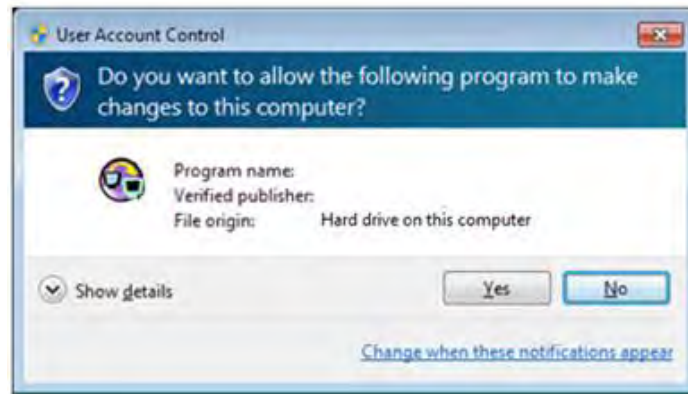 User Account Control
Do you want to allow the following program to make
changes to this computer?
Program name:
Verified publisher:
File origin: Hard drive on this computer
Show details
Yes No
Change when these notifications appear